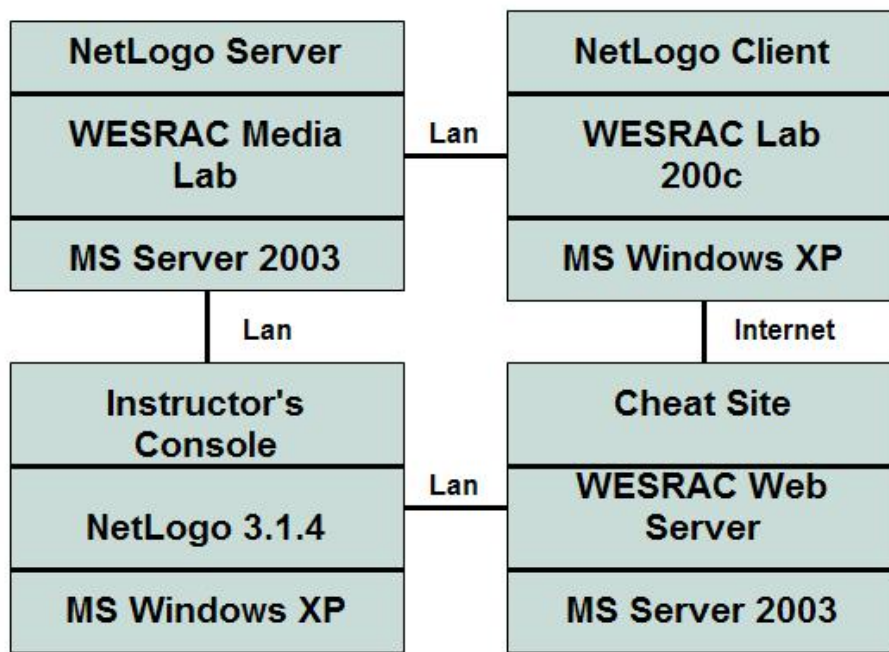 NetLogo Server
WESRAC Media
Lab
MS Server 2003
Lan
NetLogo Client
WESRAC Lab
200c
MS Windows XP
Lan
Internet
Instructor's
Console
NetLogo 3.1.4
MS Windows XP
Lan
Cheat Site
WESRAC Web
Server
MS Server 2003